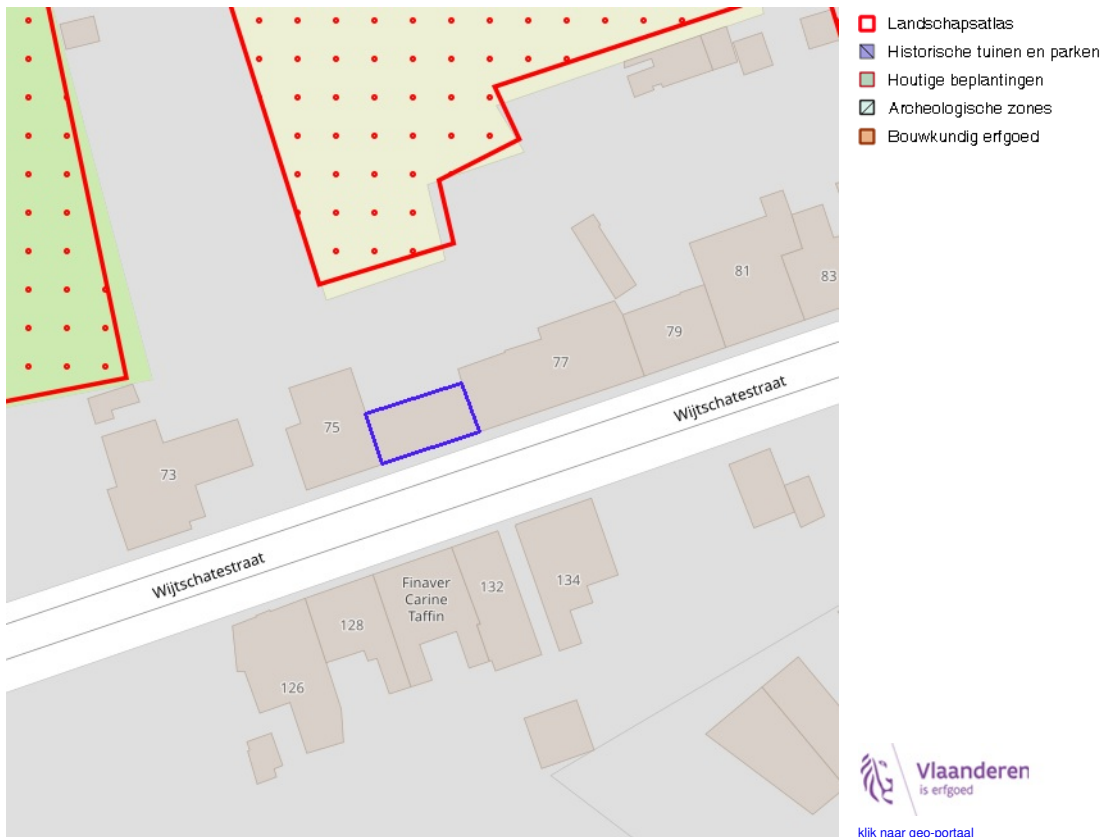 Landschapsatlas
Historische tuinen en parken
Houtige beplantingen
Archeologische zones
Bouwkundig erfgoed
81
83
79
77
Wijtschatestraat
75
73
Wijtschatestraat
Finaver
Carine
Taffin
132
134
128
126
Vlaanderen
is erfgoed
klik naar geo-portaal